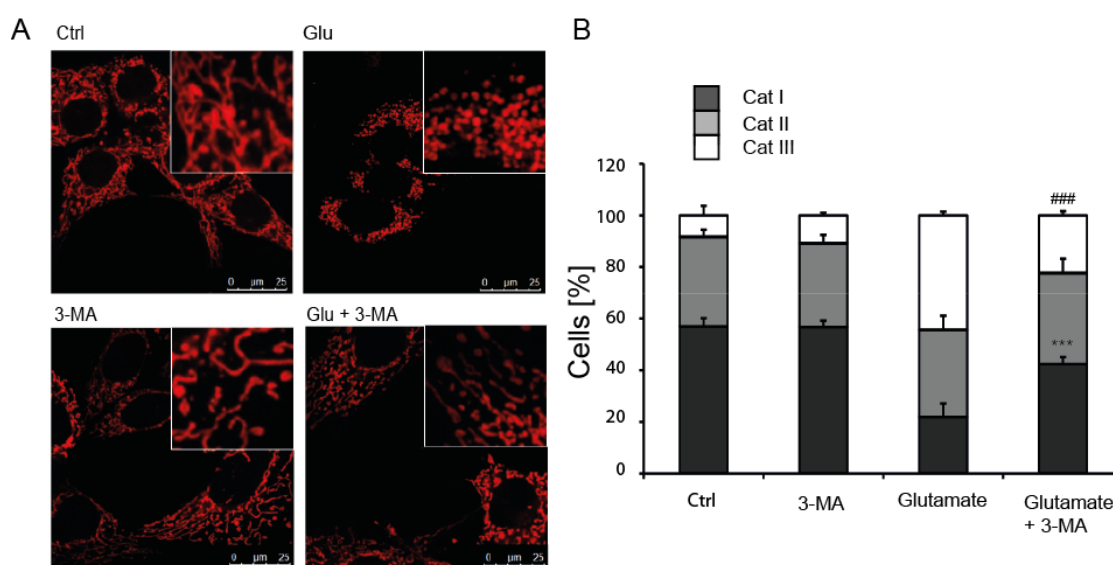 A
Ctrl
Glu
0 µm 25
0 µm 25
3-MA
Glu + 3-MA
0 µm 25
0 µm 25
B
Cat I
Cat II
Cat III
120
100
80
60
40
20
0
Cells [%]
###
***
Ctrl
3-MA
Glutamate
Glutamate
+ 3-MA